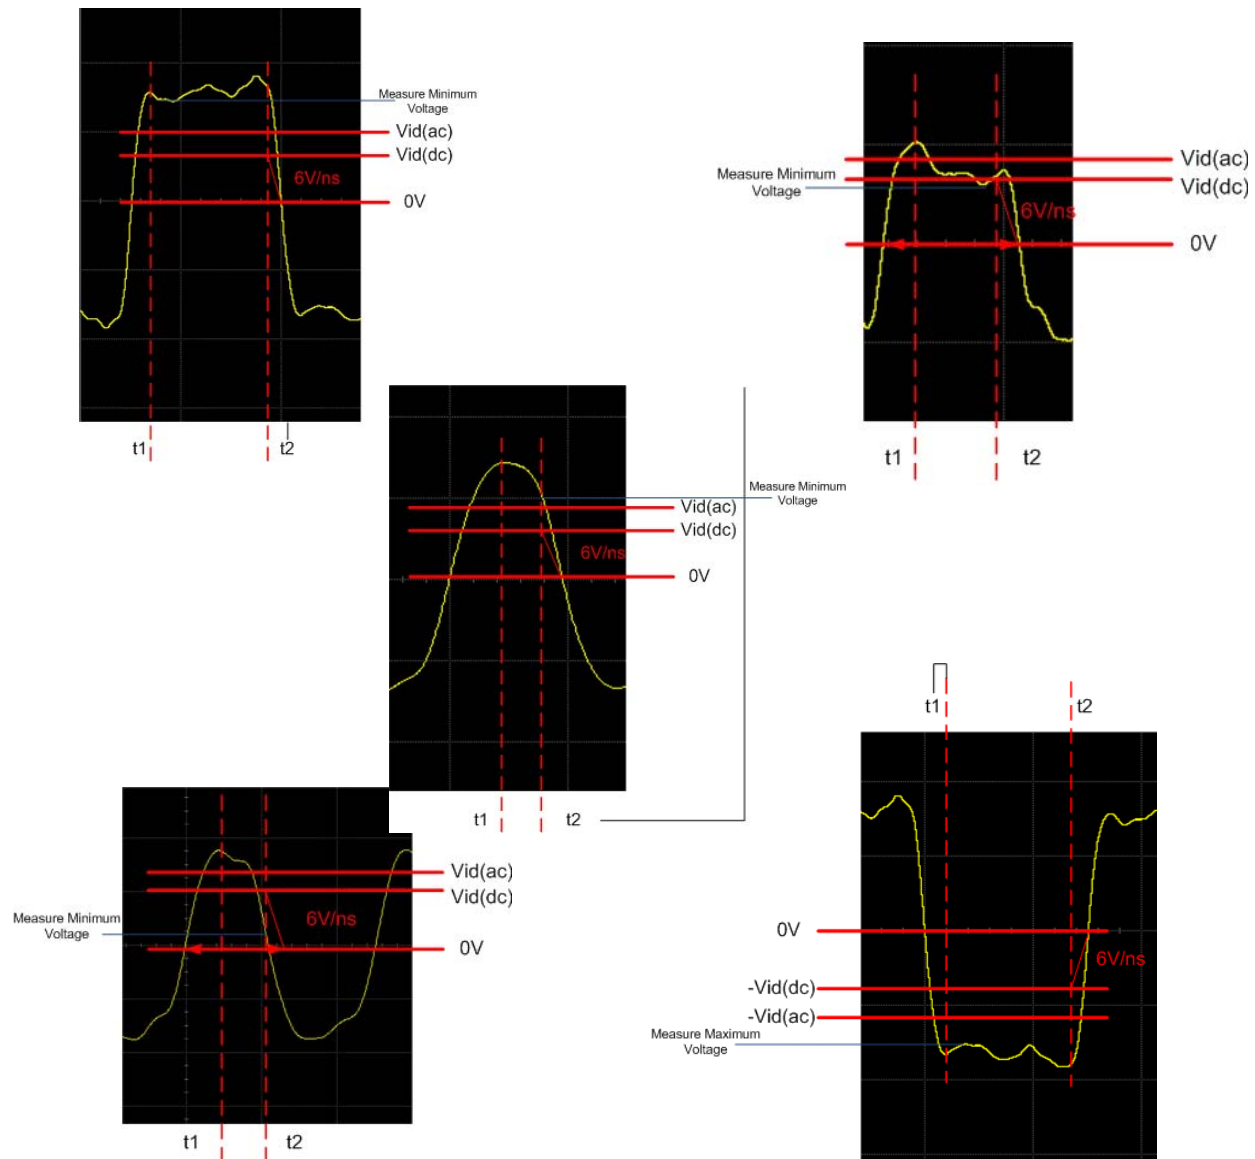 Measure Minimum
Voltage
Vid(ac)
Vid(dc)
6V/ns
0V
t1
t2
Measure Minimum
Voltage
Vid(ac)
Vid(dc)
6V/ns
0V
t1
t2
Measure Minimum
Voltage
Vid(ac)
Vid(dc)
6V/ns
0V
t1
t2
Measure Minimum
Voltage
Vid(ac)
Vid(dc)
6V/ns
0V
t1
t2
t1
t2
0V
6V/ns
-Vid(dc)
-Vid(ac)
Measure Maximum
Voltage